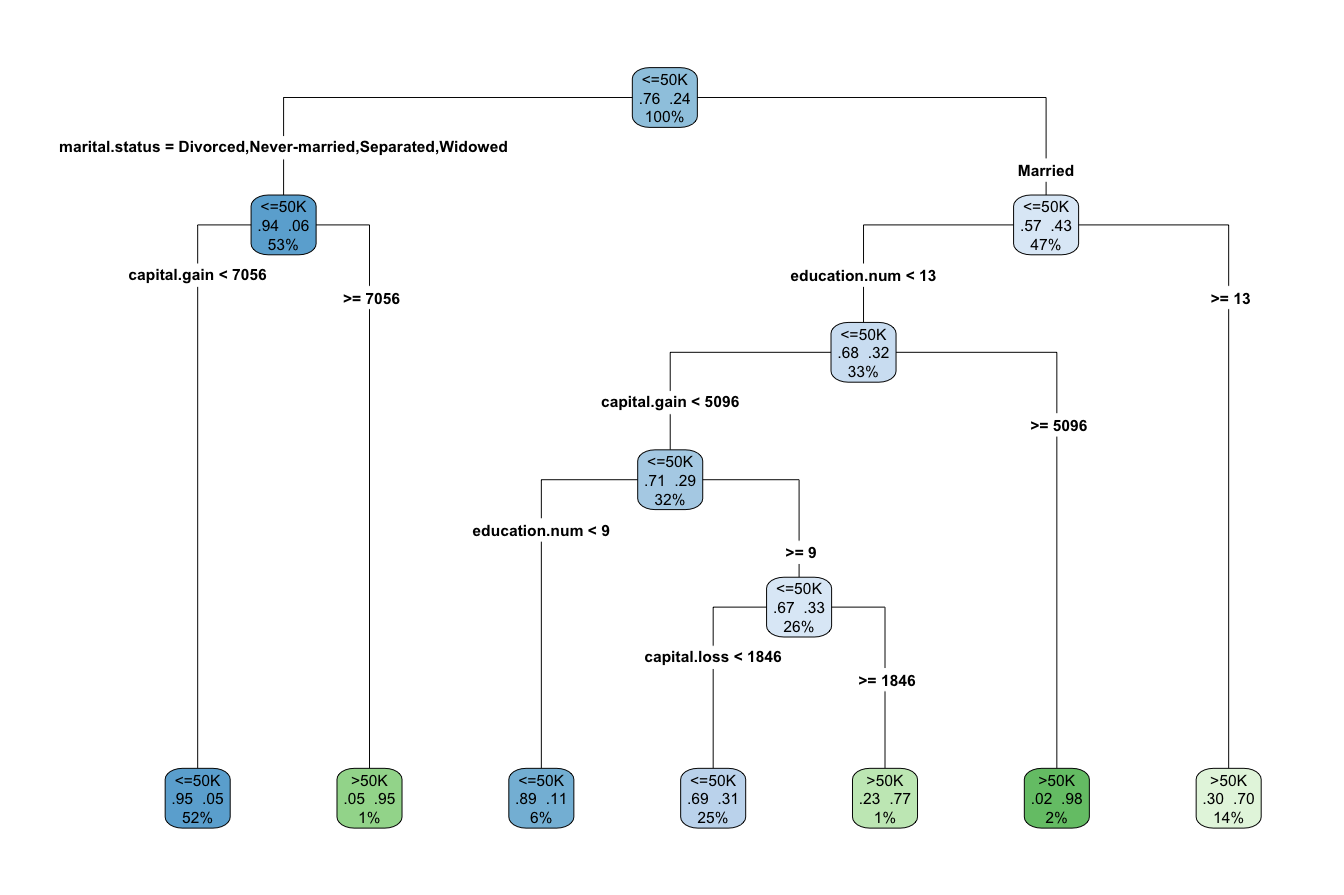 <=50K
.76 .24
100%
marital.status = Divorced,Never-married,Separated,Widowed
Married
<=50K
.94 .06
53%
<=50K
.57 .43
47%
capital.gain < 7056
>= 7056
education.num < 13
>= 13
<=50K
.68 .32
33%
capital.gain < 5096
>= 5096
<=50K
.71 .29
32%
education.num < 9
>= 9
<=50K
.67 .33
26%
capital.loss < 1846
>= 1846
<=50K
.95 .05
52%
>50K
.05 .95
1%
<=50K
.89 .11
6%
<=50K
.69 .31
25%
>50K
.23 .77
1%
>50K
.02 .98
2%
>50K
.30 .70
14%